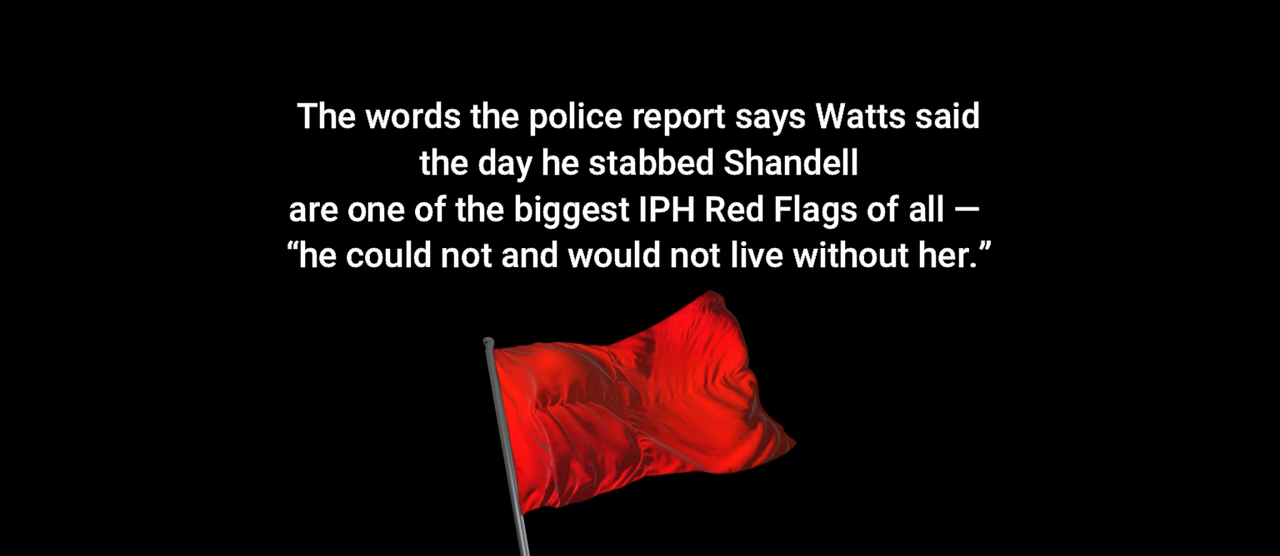 The words the police report says Watts said
the day he stabbed Shandell
are one of the biggest IPH Red Flags of all —
“he could not and would not live without her.”